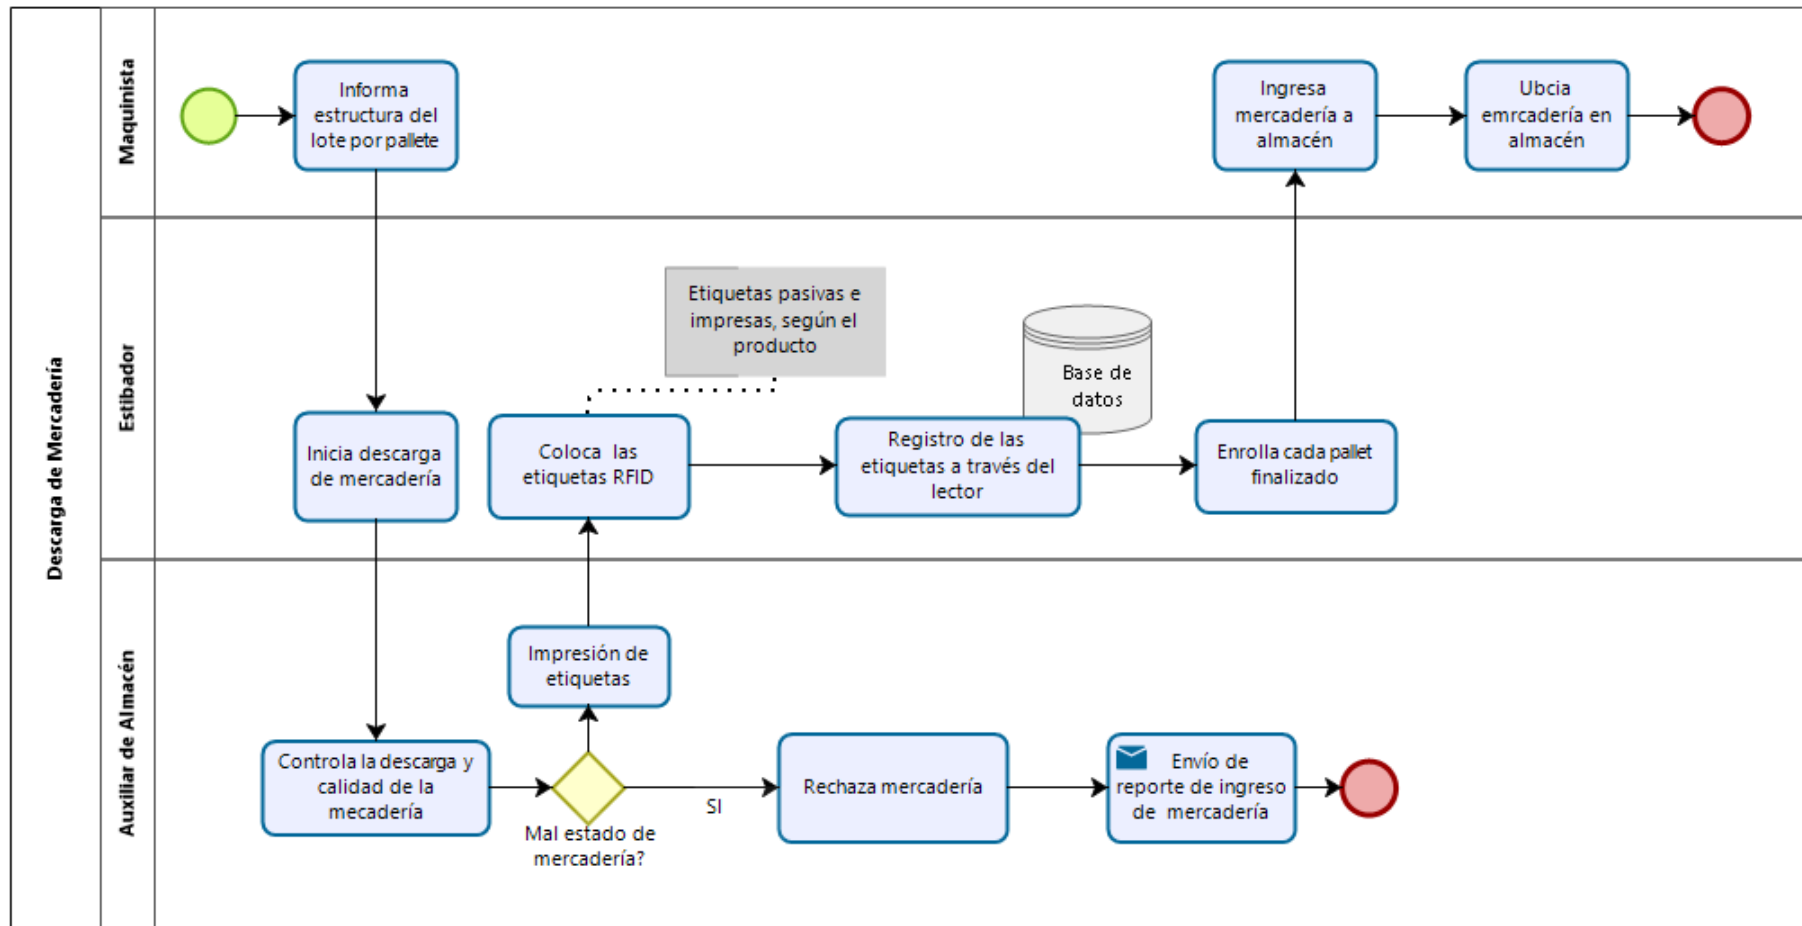 Descarga de Mercadería
Maquinista
Informa
estructura del
lote por pallete
Ingresa
mercadería a
almacén
Ubcia
emrcadería en
almacén
Estibador
Etiquetas pasivas e
impresas, según el
producto
Base de
datos
Inicia descarga
de mercadería
Coloca las
etiquetas RFID
Registro de las
etiquetas a través del
lector
Enrolla cada pallet
finalizado
Auxiliar de Almacén
Impresión de
etiquetas
Controla la descarga y
calidad de la
mecadería
Mal estado de
mercadería?
SI
Rechaza mercadería
Envío de
reporte de ingreso
de mercadería